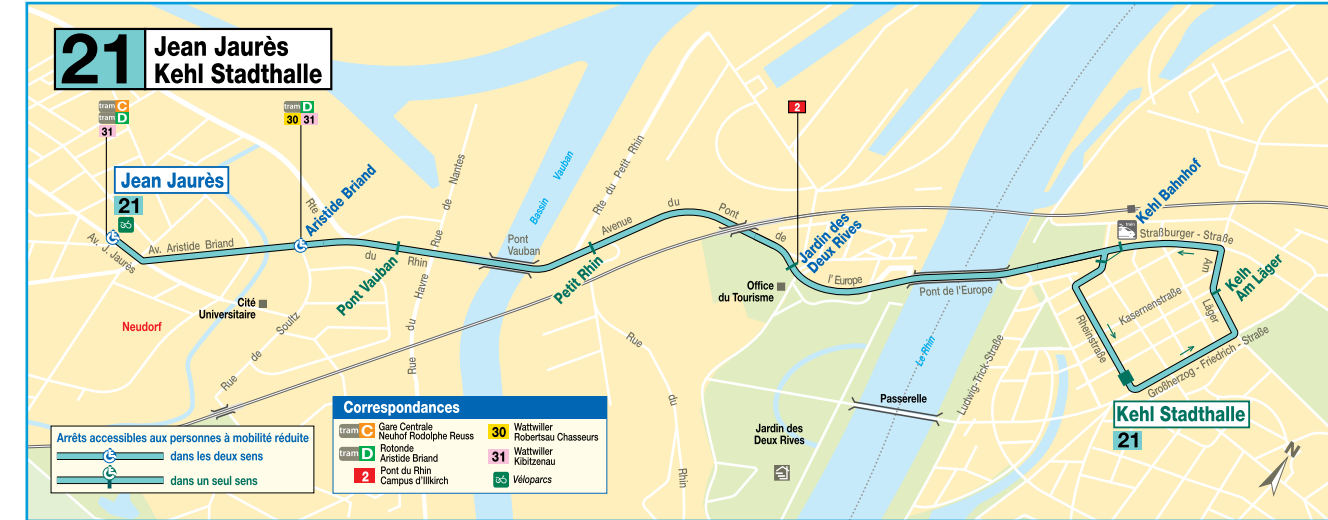 21
Jean Jaurès
Kehl Stadthalle
tram C
tram D
31
tram D
30 31
2
Jean Jaurès
21
Av. J. Jaurès
Av. Aristide Briand
Rte
Aristide Briand
du
Rhin
Pont Vauban
Rue de Nantes
Rue du Havre
Cité
Universitaire
Neudorf
Rue de Soultz
Pont
Vauban
Bassin Vauban
Petit Rhin
Rte du Petit Rhin
Avenue du Pont de l'Europe
Rue du Rhin
Office
du Tourisme
Jardin des
Deux Rives
Pont de l'Europe
Le Rhin
Passerelle
Jardin des
Deux Rives
Ludwig-Trick-Straße
Kehl Bahnhof
train
Straßburger - Straße
Am Läger
Kelh
Am Läger
Kasernenstraße
Rheinstraße
Großherzog - Friedrich - Straße
Kehl Stadthalle
21
N
Arrêts accessibles aux personnes à mobilité réduite
dans les deux sens
dans un seul sens
Correspondances
tram C Gare Centrale
Neuhof Rodolphe Reuss
tram D Rotonde
Aristide Briand
2 Pont du Rhin
Campus d'Illkirch
30 Wattwiller
Robertsau Chasseurs
31 Wattwiller
Kibitzenau
Véloparcs